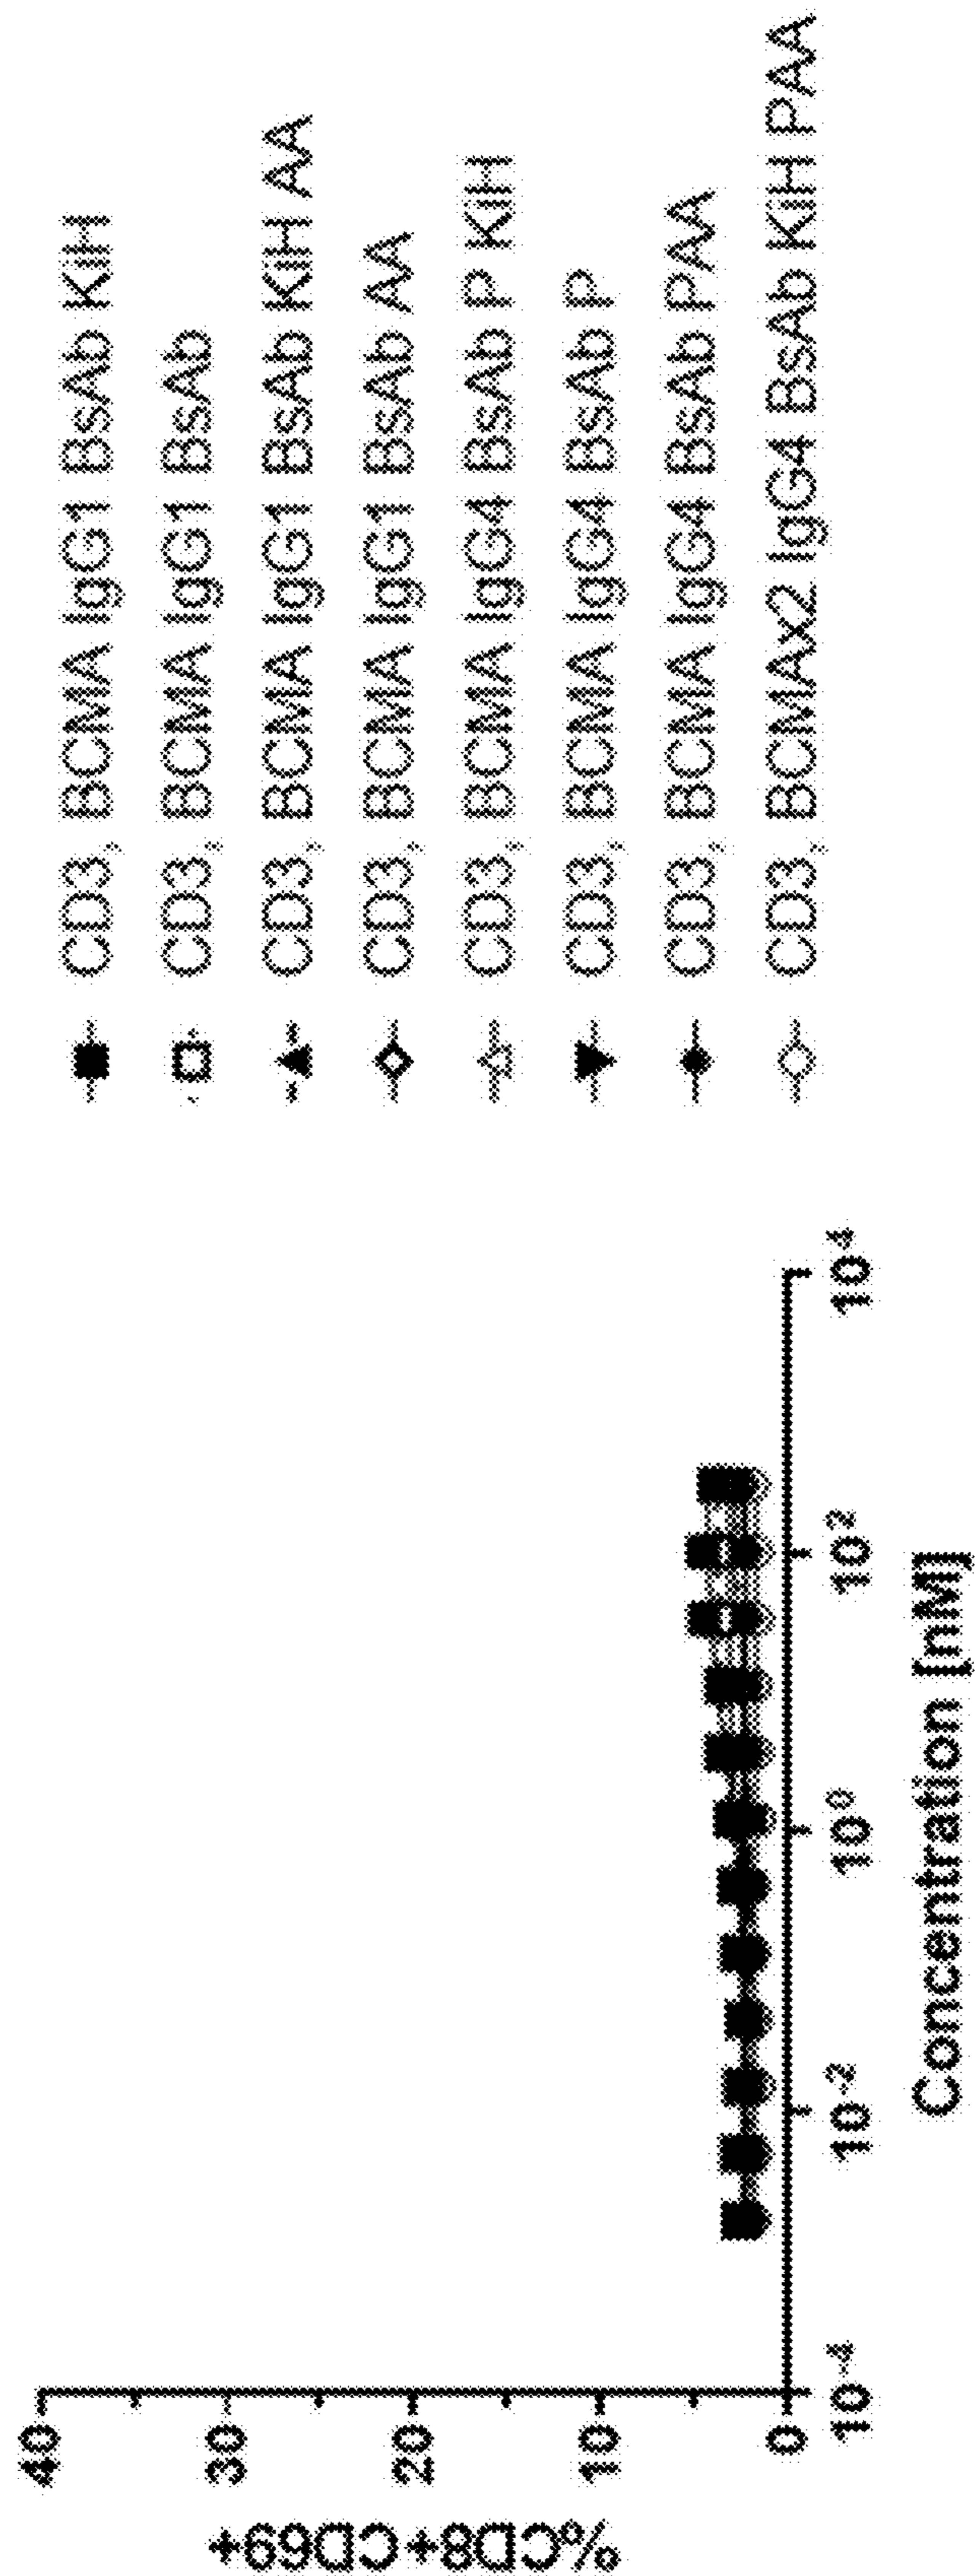 %CD8+CD69+
40
30
20
10
0
10⁻⁴
10⁻²
10⁰
10²
10⁴
Concentration [nM]
CD3, BCMA IgG1 BsAb KiH
CD3, BCMA IgG1 BsAb
CD3, BCMA IgG1 BsAb KiH AA
CD3, BCMA IgG1 BsAb AA
CD3, BCMA IgG4 BsAb P KiH
CD3, BCMA IgG4 BsAb P
CD3, BCMA IgG4 BsAb PAA
CD3, BCMAx2 IgG4 BsAb KiH PAA